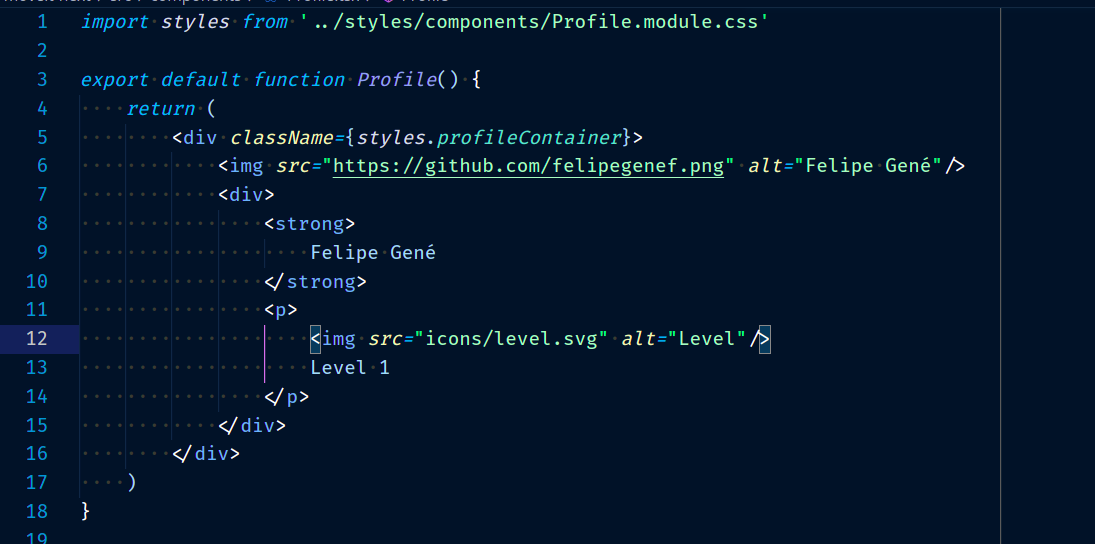 1 import styles from '../styles/components/Profile.module.css'
2
3 export default function Profile() {
4 return (
5 <div className={styles.profileContainer}>
6 <img src="https://github.com/felipegenef.png" alt="Felipe Gené"/>
7 <div>
8 <strong>
9 Felipe Gené
10 </strong>
11 <p>
12 <img src="icons/level.svg" alt="Level"/>
13 Level 1
14 </p>
15 </div>
16 </div>
17 )
18 }
19